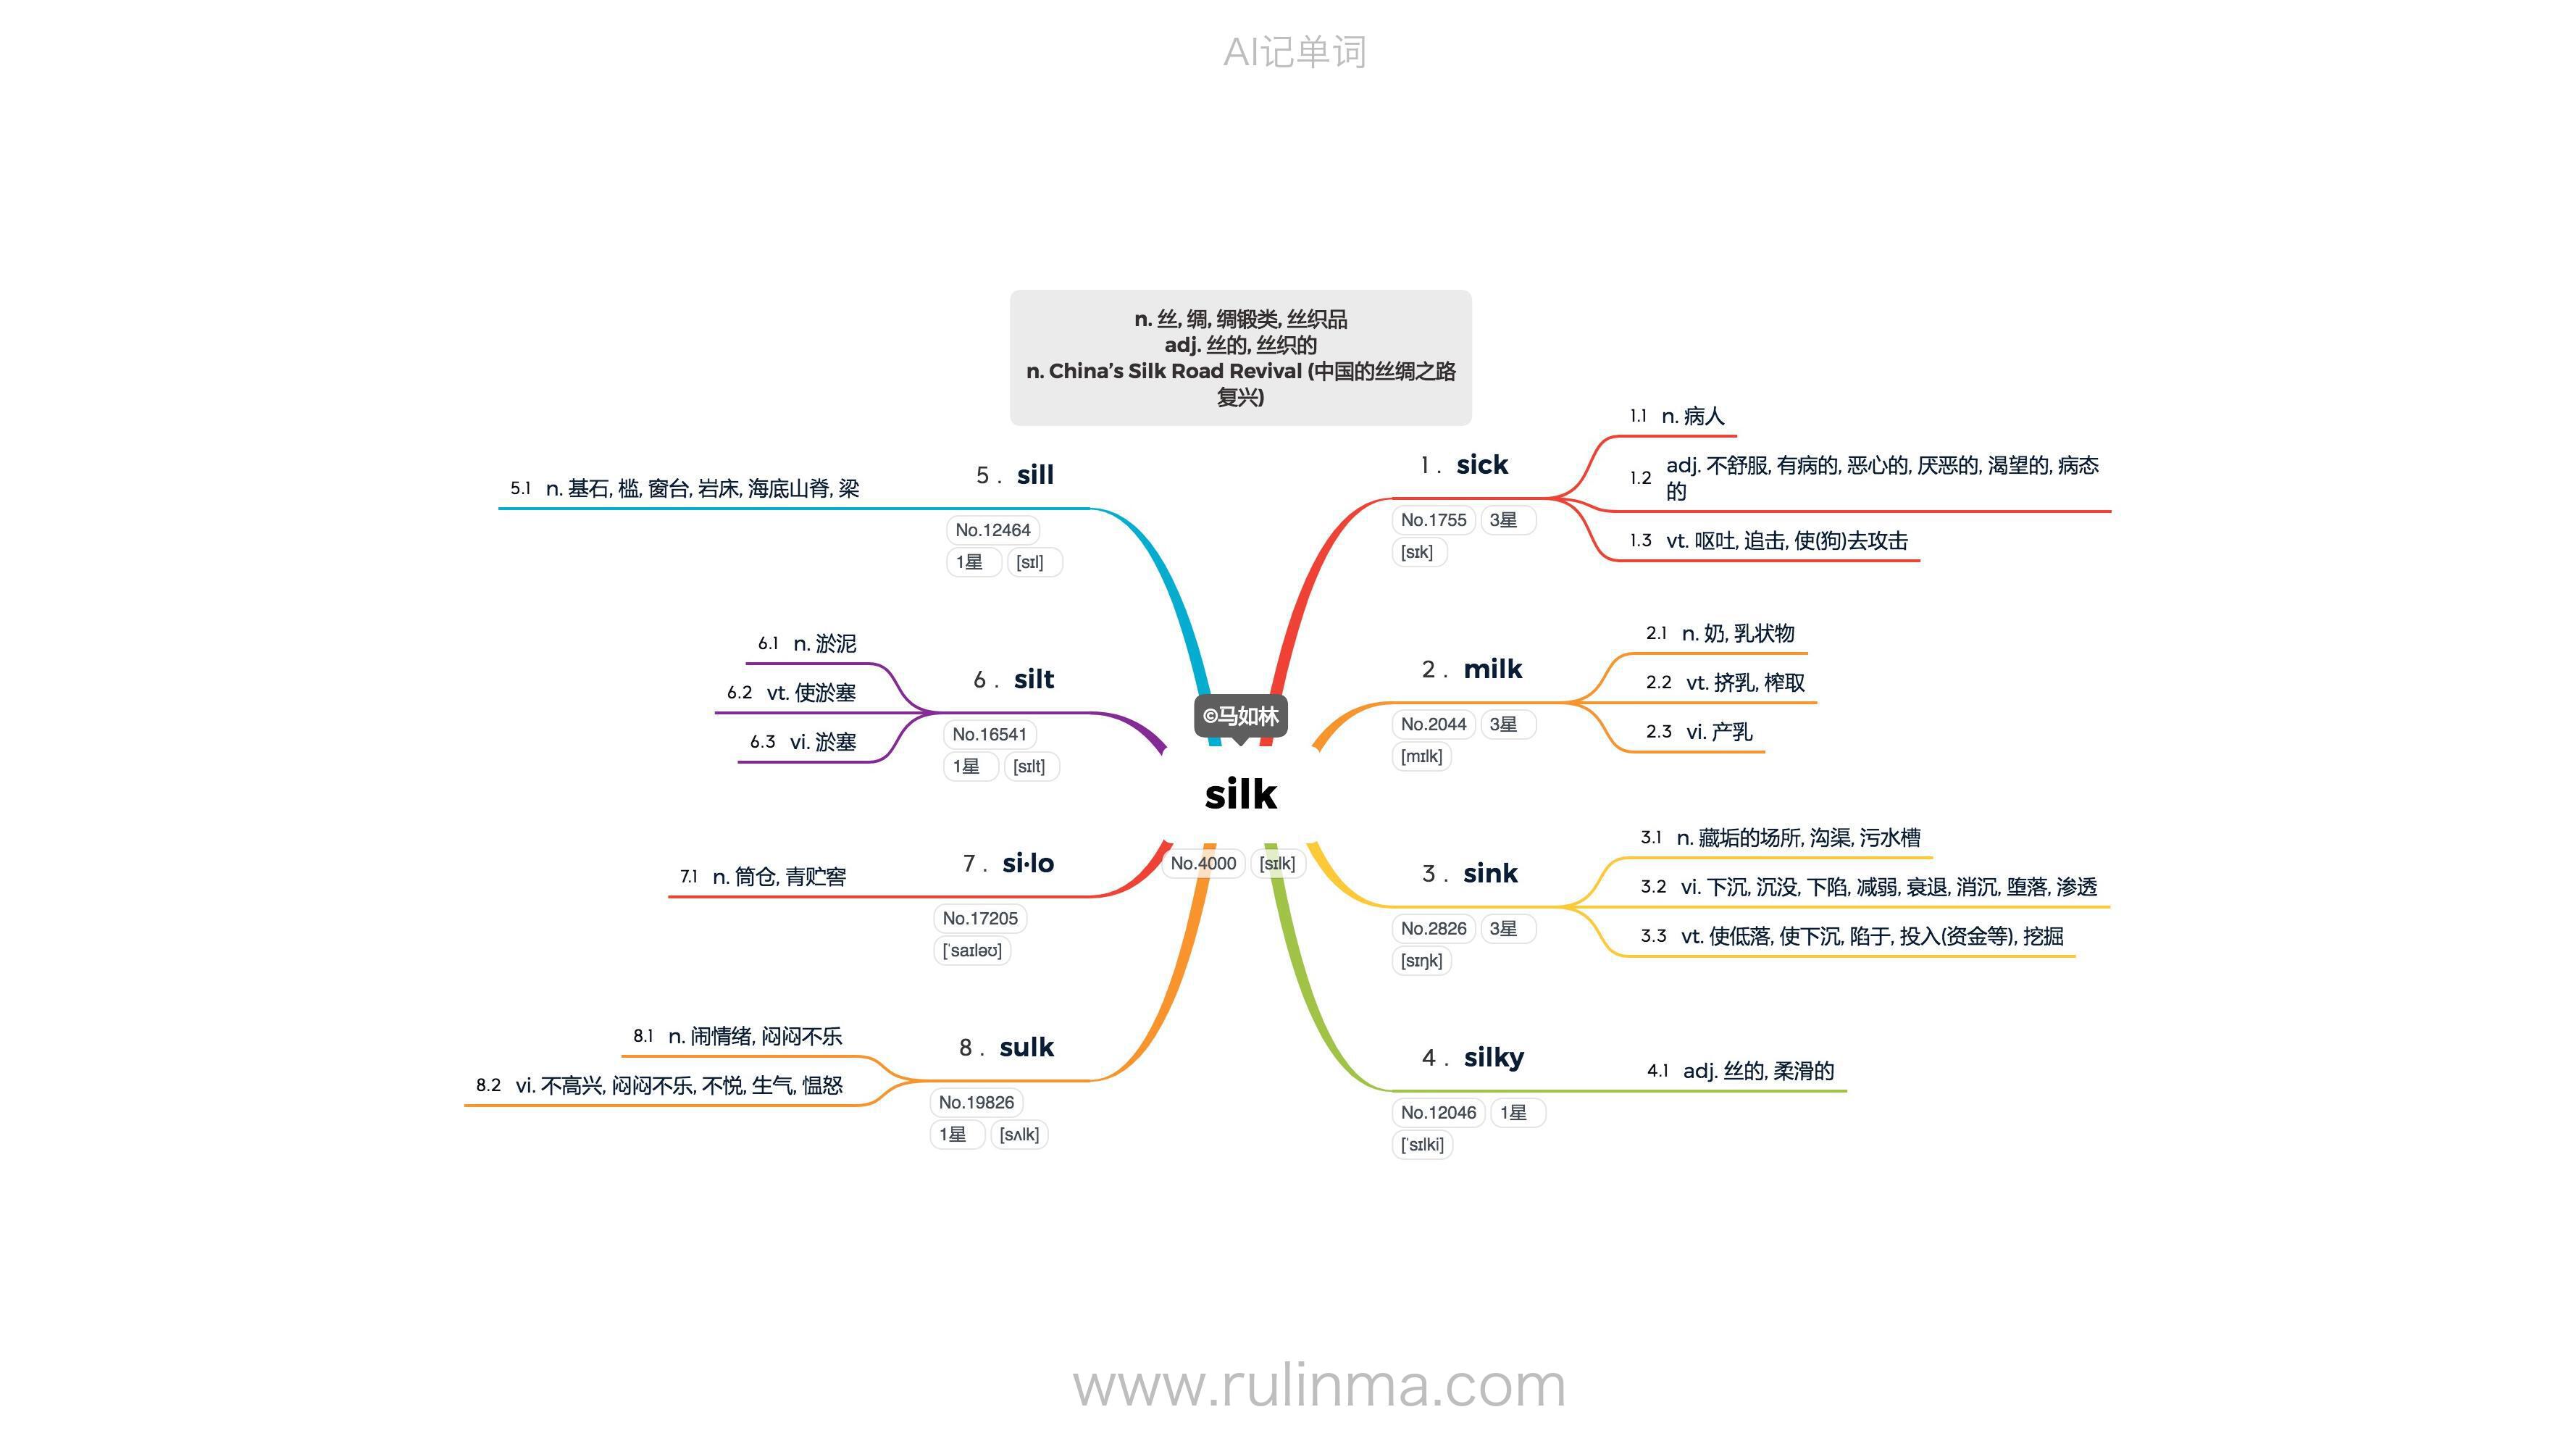 AI记单词
n. 丝, 绸, 绸锻类, 丝织品
adj. 丝的, 丝织的
n. China’s Silk Road Revival (中国的丝绸之路
复兴)
©马如林
silk
No.4000 [sɪlk]
1 . sick
No.1755 3星
[sɪk]
1.1 n. 病人
1.2 adj. 不舒服, 有病的, 恶心的, 厌恶的, 渴望的, 病态
的
1.3 vt. 呕吐, 追击, 使(狗)去攻击
2 . milk
No.2044 3星
[mɪlk]
2.1 n. 奶, 乳状物
2.2 vt. 挤乳, 榨取
2.3 vi. 产乳
3 . sink
No.2826 3星
[sɪŋk]
3.1 n. 藏垢的场所, 沟渠, 污水槽
3.2 vi. 下沉, 沉没, 下陷, 减弱, 衰退, 消沉, 堕落, 渗透
3.3 vt. 使低落, 使下沉, 陷于, 投入(资金等), 挖掘
4 . silky
No.12046 1星
[ˈsɪlki]
4.1 adj. 丝的, 柔滑的
5 . sill
No.12464
1星 [sɪl]
5.1 n. 基石, 槛, 窗台, 岩床, 海底山脊, 梁
6 . silt
No.16541
1星 [sɪlt]
6.1 n. 淤泥
6.2 vt. 使淤塞
6.3 vi. 淤塞
7 . si·lo
No.17205
[ˈsaɪləʊ]
7.1 n. 筒仓, 青贮窖
8 . sulk
No.19826
1星 [sʌlk]
8.1 n. 闹情绪, 闷闷不乐
8.2 vi. 不高兴, 闷闷不乐, 不悦, 生气, 愠怒
www.rulinma.com